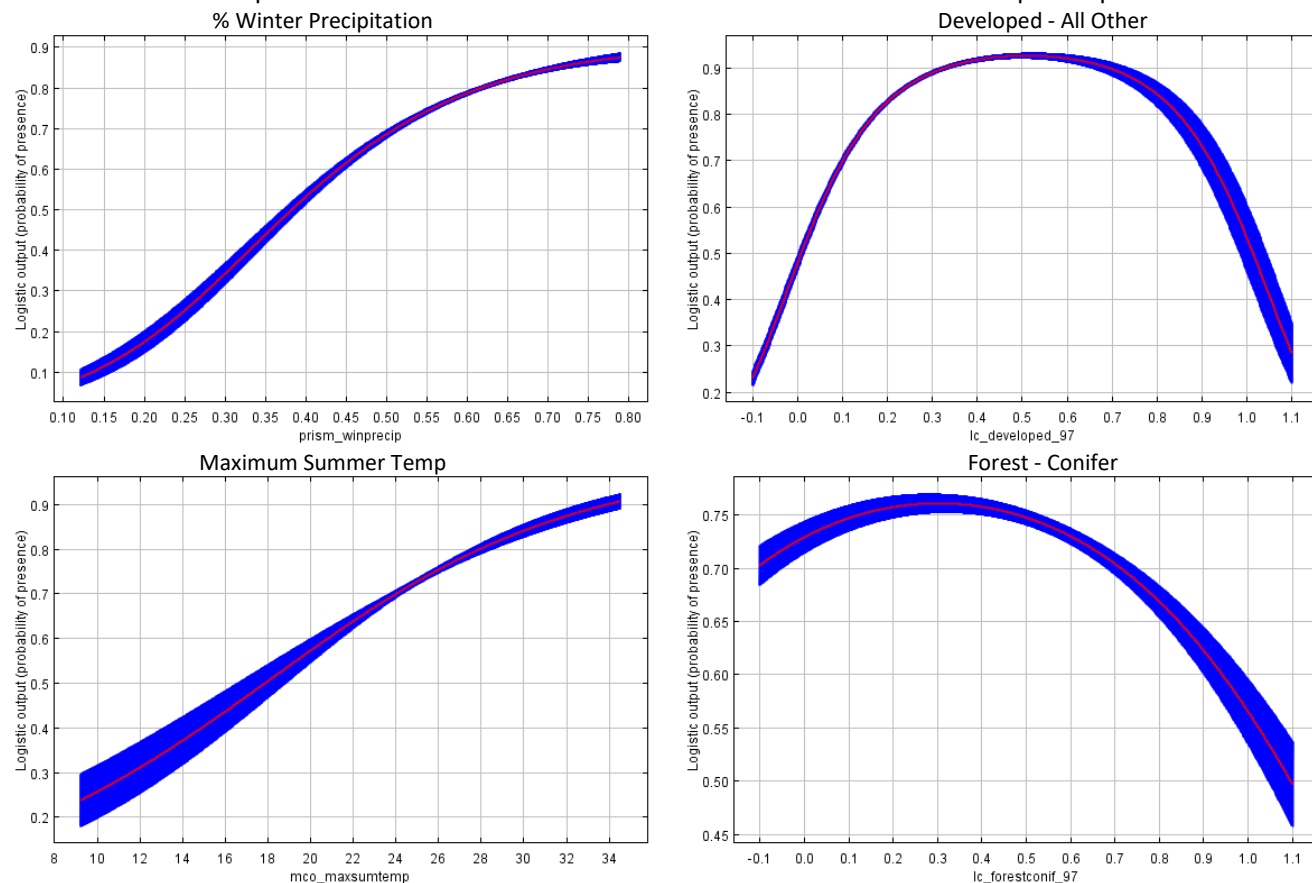 % Winter Precipitation
Logistic output (probability of presence)
0.9
0.8
0.7
0.6
0.5
0.4
0.3
0.2
0.1
0.10 0.15 0.20 0.25 0.30 0.35 0.40 0.45 0.50 0.55 0.60 0.65 0.70 0.75 0.80
prism_winprecip
Developed - All Other
Logistic output (probability of presence)
0.9
0.8
0.7
0.6
0.5
0.4
0.3
0.2
-0.1 0.0 0.1 0.2 0.3 0.4 0.5 0.6 0.7 0.8 0.9 1.0 1.1
lc_developed_97
Maximum Summer Temp
Logistic output (probability of presence)
0.9
0.8
0.7
0.6
0.5
0.4
0.3
0.2
8 10 12 14 16 18 20 22 24 26 28 30 32 34
mco_maxsumtemp
Forest - Conifer
Logistic output (probability of presence)
0.75
0.70
0.65
0.60
0.55
0.50
0.45
-0.1 0.0 0.1 0.2 0.3 0.4 0.5 0.6 0.7 0.8 0.9 1.0 1.1
lc_forestconif_97